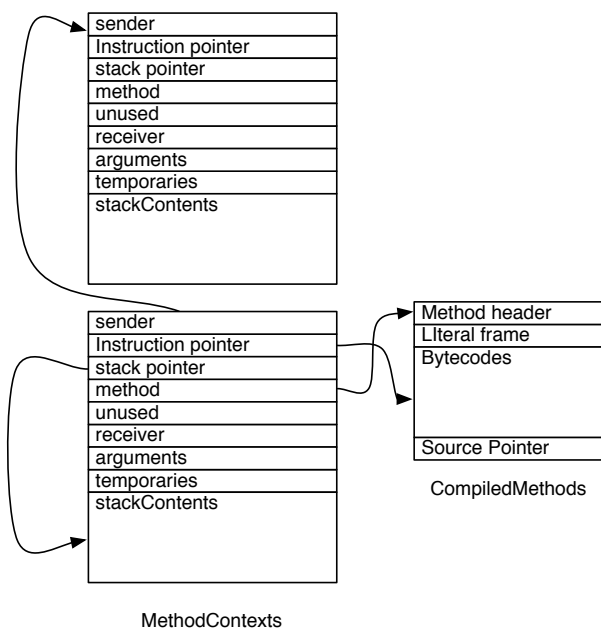 sender
Instruction pointer
stack pointer
method
unused
receiver
arguments
temporaries
stackContents
sender
Instruction pointer
stack pointer
method
unused
receiver
arguments
temporaries
stackContents
MethodContexts
Method header
LIteral frame
Bytecodes
Source Pointer
CompiledMethods